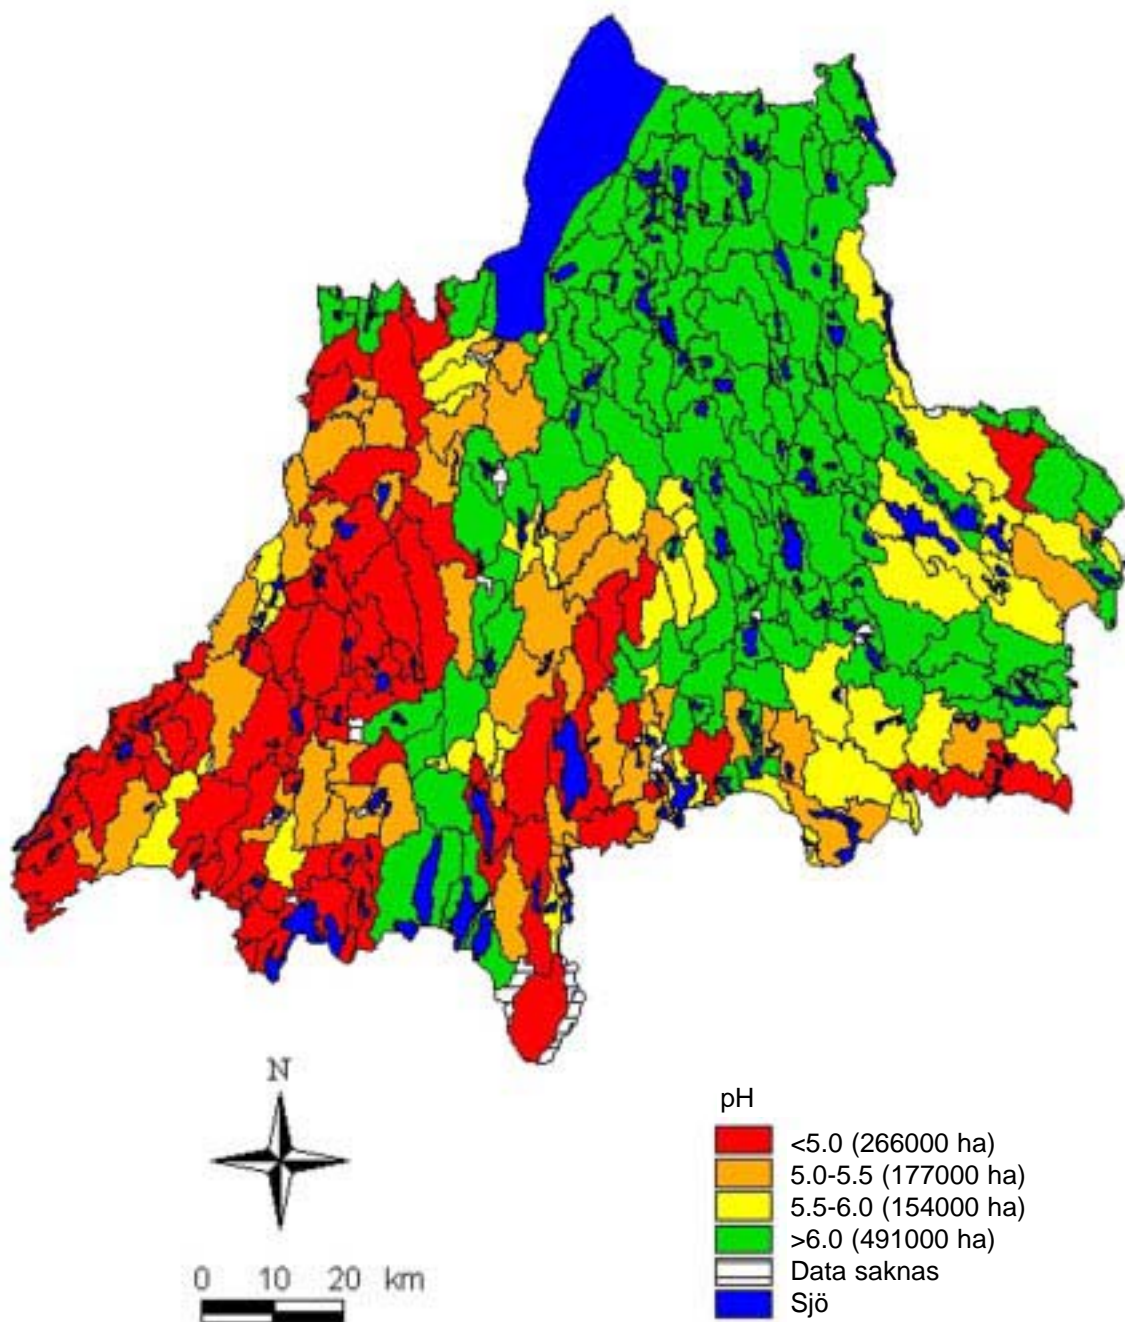 N
0 10 20 km
pH
<5.0 (266000 ha)
5.0-5.5 (177000 ha)
5.5-6.0 (154000 ha)
>6.0 (491000 ha)
Data saknas
Sjö